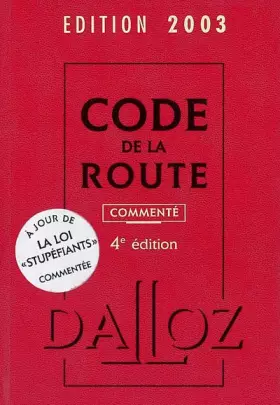 EDITION 2003
CODE
DE LA
ROUTE
COMMENTÉ
4e édition
À JOUR DE
LA LOI
«STUPÉFIANTS»
COMMENTÉE
DALLOZ